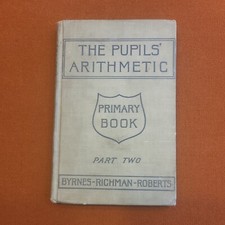 THE PUPILS'
ARITHMETIC
PRIMARY
BOOK
PART TWO
BYRNES-RICHMAN-ROBERTS